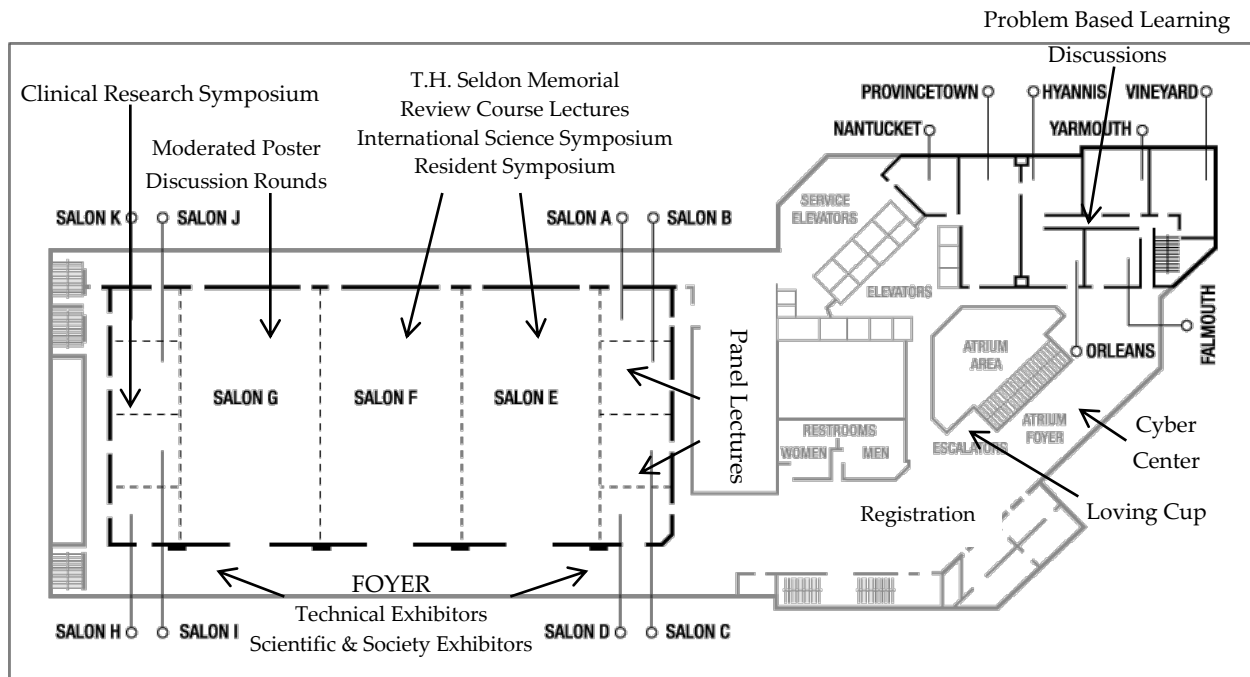 Problem Based Learning
Discussions
Clinical Research Symposium
T.H. Seldon Memorial
Review Course Lectures
International Science Symposium
Resident Symposium
Moderated Poster
Discussion Rounds
PROVINCETOWN
HYANNIS
VINEYARD
NANTUCKET
YARMOUTH
SALON K
SALON J
SALON A
SALON B
SERVICE
ELEVATORS
ELEVATORS
Panel Lectures
ATRIUM
AREA
ORLEANS
FALMOUTH
SALON G
SALON F
SALON E
RESTROOMS
WOMEN
MEN
ESCALATORS
ATRIUM
FOYER
Cyber
Center
Registration
Loving Cup
FOYER
Technical Exhibitors
Scientific & Society Exhibitors
SALON H
SALON I
SALON D
SALON C